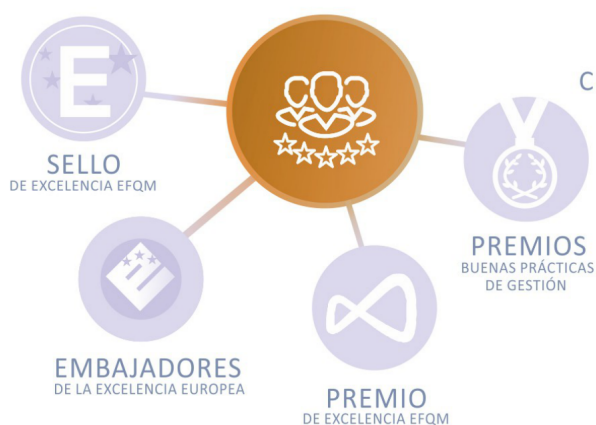 C
E
SELLO
DE EXCELENCIA EFQM
PREMIOS
BUENAS PRÁCTICAS
DE GESTIÓN
EMBAJADORES
DE LA EXCELENCIA EUROPEA
PREMIO
DE EXCELENCIA EFQM